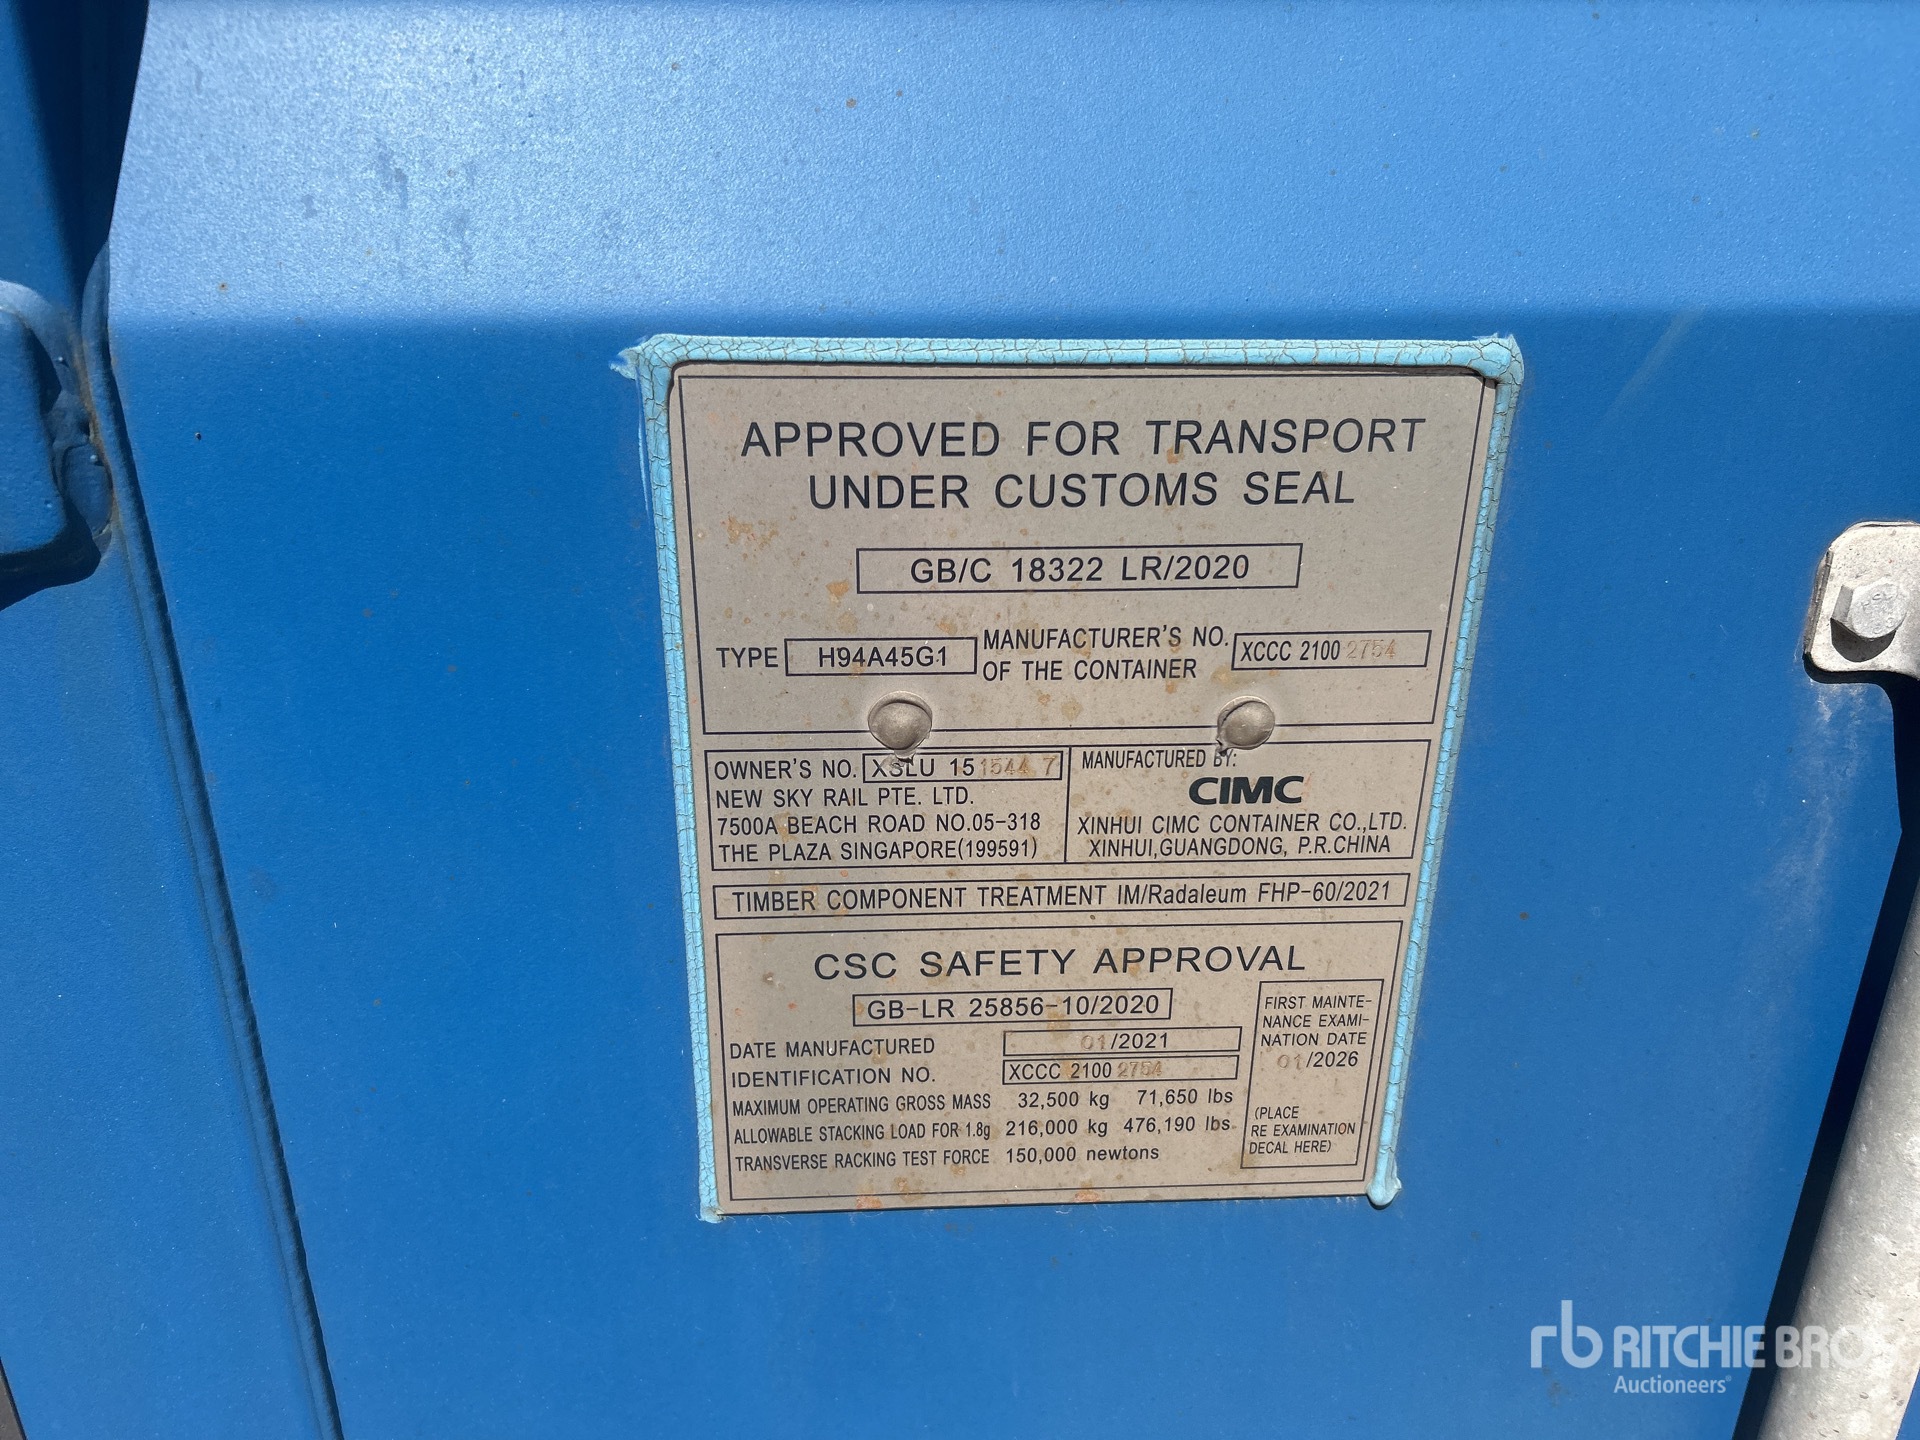 APPROVED FOR TRANSPORT
UNDER CUSTOMS SEAL
GB/C 18322 LR/2020
TYPE H94A45G1 MANUFACTURER'S NO. OF THE CONTAINER XCCC 2100 2754
OWNER'S NO. XSLU 15 1544 7
NEW SKY RAIL PTE. LTD.
7500A BEACH ROAD NO.05-318
THE PLAZA SINGAPORE(199591)
MANUFACTURED BY:
CIMC
XINHUI CIMC CONTAINER CO.,LTD.
XINHUI,GUANGDONG, P.R.CHINA
TIMBER COMPONENT TREATMENT IM/Radaleum FHP-60/2021
CSC SAFETY APPROVAL
GB-LR 25856-10/2020
DATE MANUFACTURED 01/2021
IDENTIFICATION NO. XCCC 2100 2754
MAXIMUM OPERATING GROSS MASS 32,500 kg 71,650 lbs
ALLOWABLE STACKING LOAD FOR 1.8g 216,000 kg 476,190 lbs
TRANSVERSE RACKING TEST FORCE 150,000 newtons
FIRST MAINTE-
NANCE EXAMI-
NATION DATE
01/2026
(PLACE
RE EXAMINATION
DECAL HERE)
rb RITCHIE BROS
Auctioneers